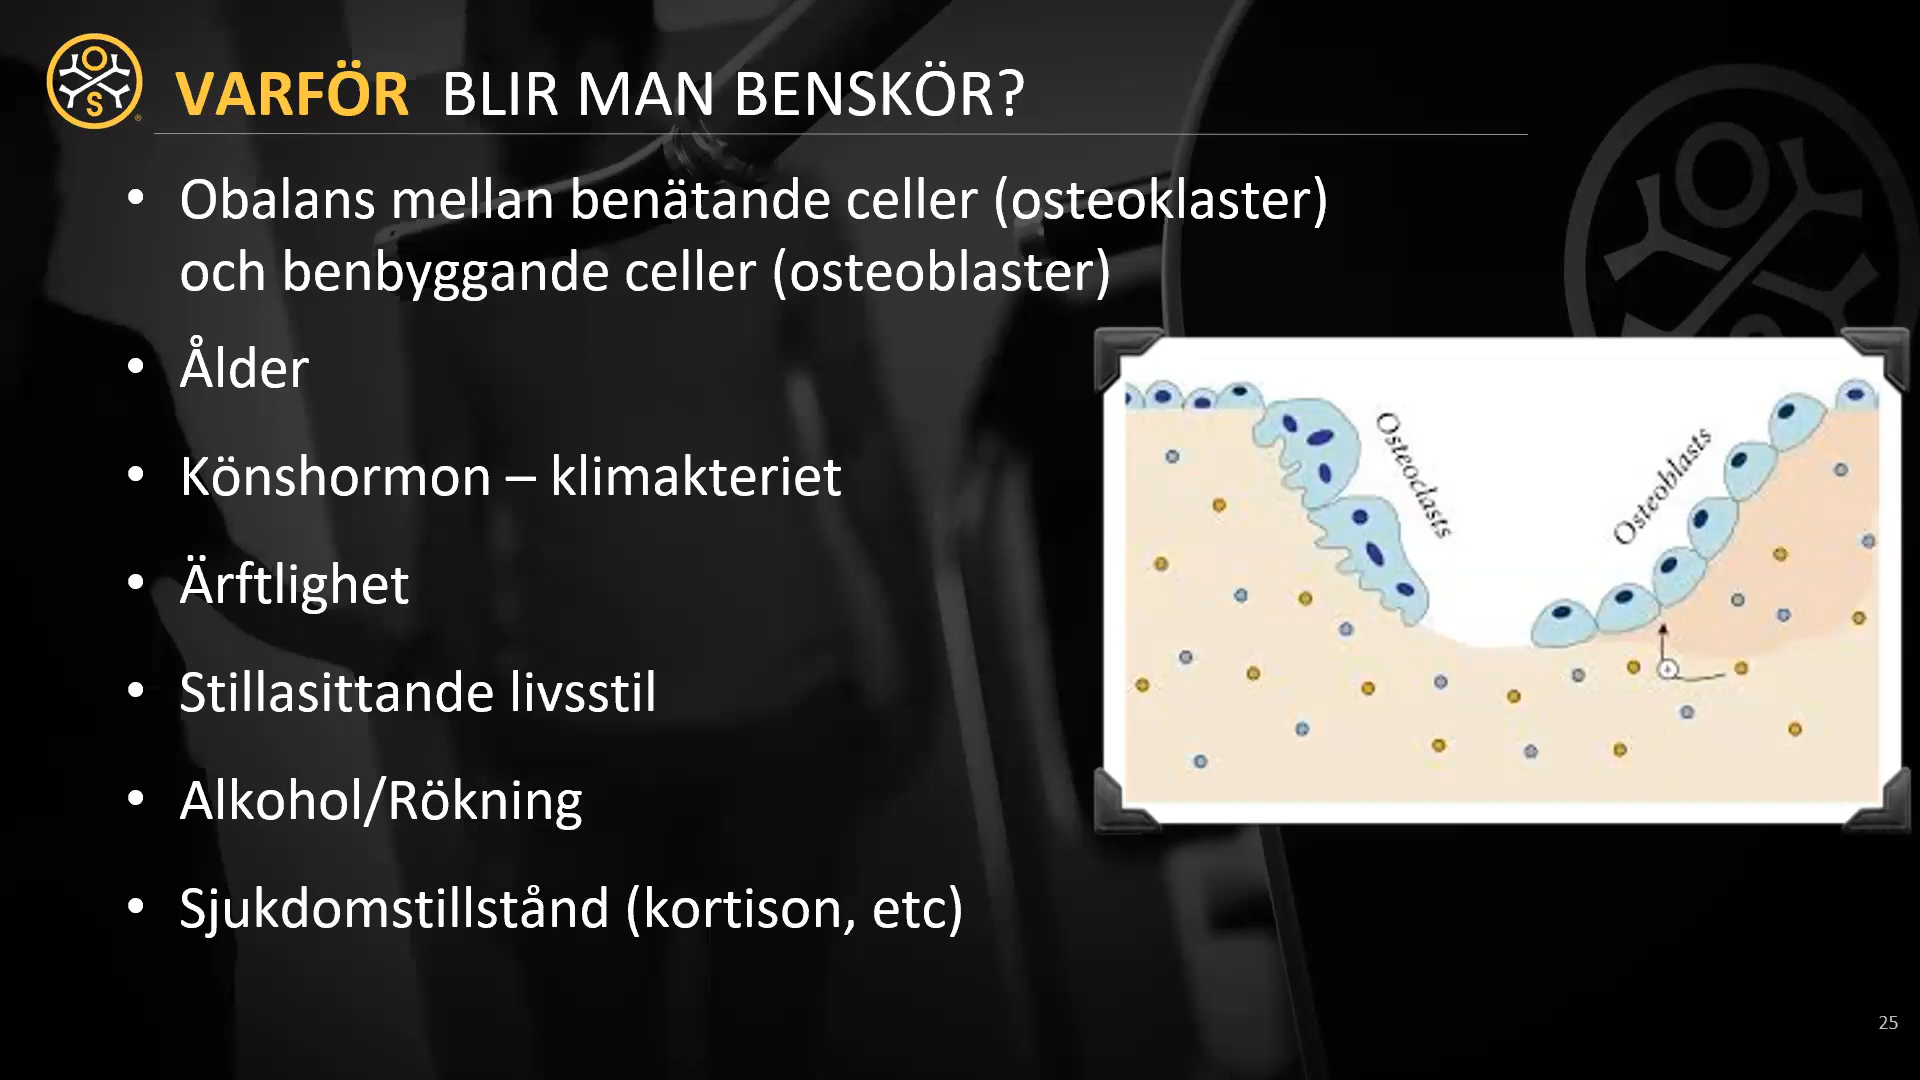 VARFÖR BLIR MAN BENSKÖR?
• Obalans mellan benätande celler (osteoklaster)
och benbyggande celler (osteoblaster)
• Ålder
• Könshormon – klimakteriet
• Ärftlighet
• Stillasittande livsstil
• Alkohol/Rökning
• Sjukdomstillstånd (kortison, etc)
Osteoclasts
Osteoblasts
25